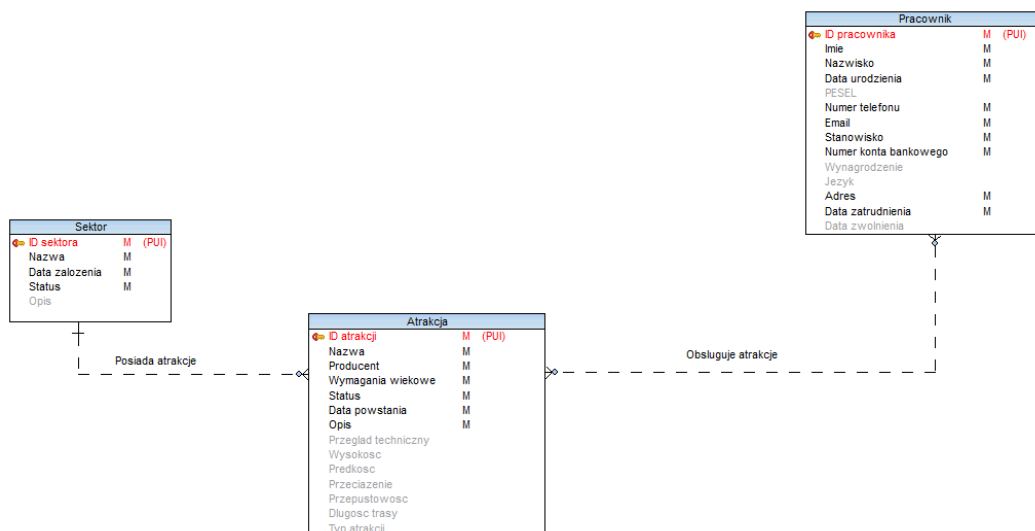 Pracownik
ID pracownika M (PUI)
Imie M
Nazwisko M
Data urodzienia M
PESEL
Numer telefonu M
Email M
Stanowisko M
Numer konta bankowego M
Wynagrodzenie
Jezyk
Adres M
Data zatrudnienia M
Data zwolnienia
Sektor
ID sektora M (PUI)
Nazwa M
Data zalozenia M
Status M
Opis
Posiada atrakcje
Atrakcja
ID atrakcji M (PUI)
Nazwa M
Producent M
Wymagania wiekowe M
Status M
Data powstania M
Opis M
Przeglad techniczny
Wysokosc
Predkosc
Przeciazenie
Przepustowosc
Dlugosc trasy
Typ atrakcji
Obsluguje atrakcje